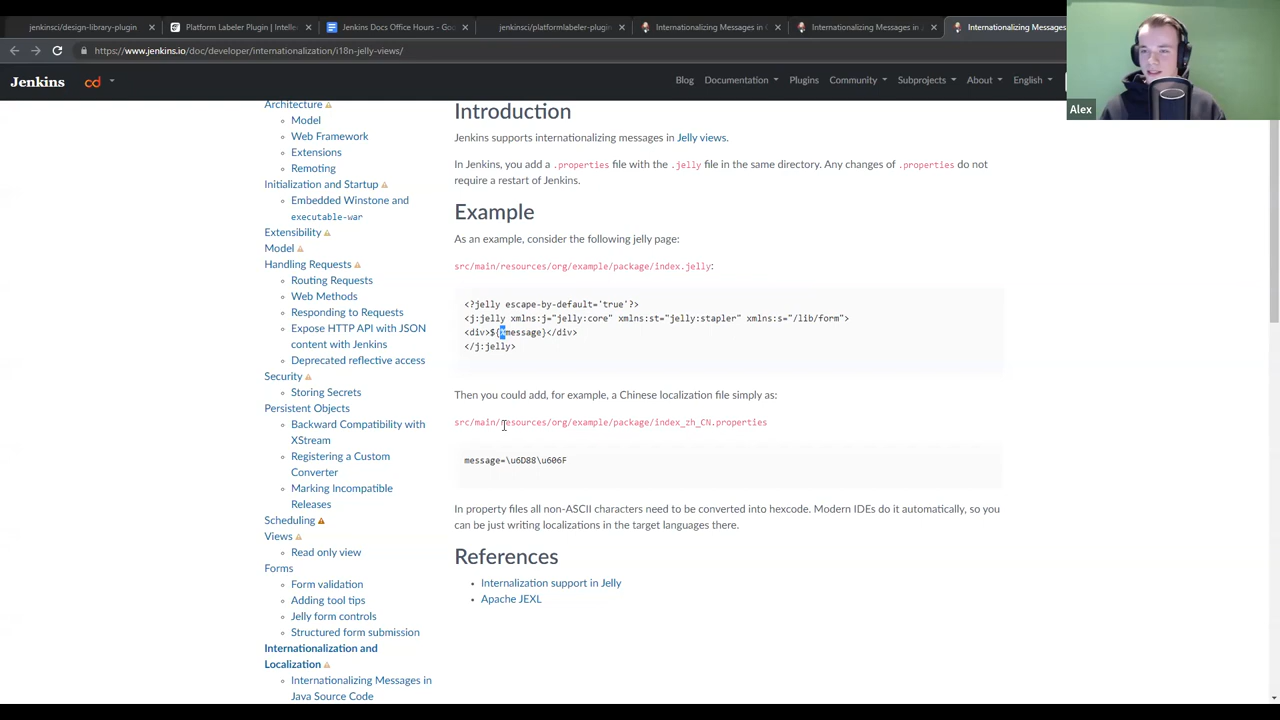 jenkinsci/design-library-plugin
Platform Labeler Plugin | Intelle
Jenkins Docs Office Hours - Goo
jenkinsci/platformlabeler-plugin
Internationalizing Messages in C
Internationalizing Messages in J
Internationalizing Messages
https://www.jenkins.io/doc/developer/internationalization/i18n-jelly-views/
Jenkins
cd
Blog
Documentation
Plugins
Community
Subprojects
About
English
Alex
Architecture
Model
Web Framework
Extensions
Remoting
Initialization and Startup
Embedded Winstone and
executable-war
Extensibility
Model
Handling Requests
Routing Requests
Web Methods
Responding to Requests
Expose HTTP API with JSON
content with Jenkins
Deprecated reflective access
Security
Storing Secrets
Persistent Objects
Backward Compatibility with
XStream
Registering a Custom
Converter
Marking Incompatible
Releases
Scheduling
Views
Read only view
Forms
Form validation
Adding tool tips
Jelly form controls
Structured form submission
Internationalization and
Localization
Internationalizing Messages in
Java Source Code
Introduction
Jenkins supports internationalizing messages in Jelly views.
In Jenkins, you add a .properties file with the .jelly file in the same directory. Any changes of .properties do not
require a restart of Jenkins.
Example
As an example, consider the following jelly page:
src/main/resources/org/example/package/index.jelly:
<?jelly escape-by-default='true'?>
<j:jelly xmlns:j="jelly:core" xmlns:st="jelly:stapler" xmlns:s="/lib/form">
<div>${%message}</div>
</j:jelly>
Then you could add, for example, a Chinese localization file simply as:
src/main/resources/org/example/package/index_zh_CN.properties
message=\u6D88\u606F
In property files all non-ASCII characters need to be converted into hexcode. Modern IDEs do it automatically, so you
can be just writing localizations in the target languages there.
References
Internalization support in Jelly
Apache JEXL